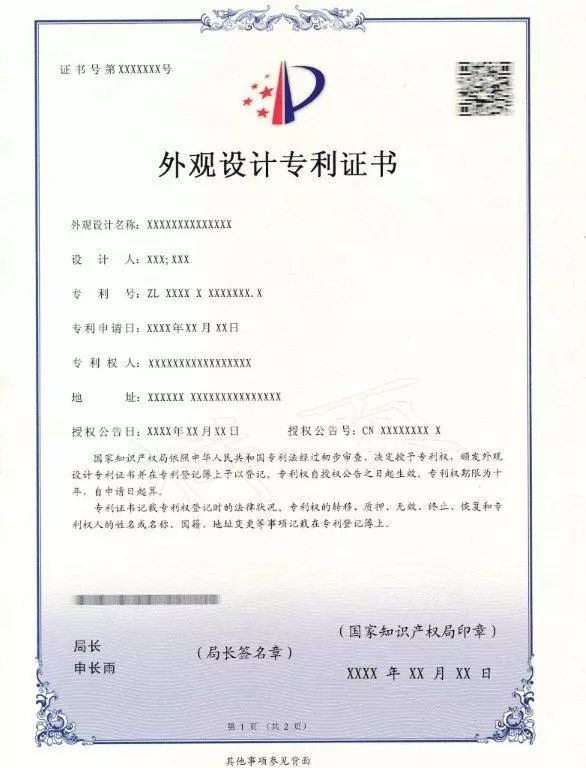 证书号第XXXXXXX号
外观设计专利证书
外观设计名称：XXXXXXXXXXXXXX
设计人：XXX;XXX
专利号：ZL XXXX X XXXXXXX.X
专利申请日：XXXX年XX月XX日
专利权人：XXXXXXXXXXXXXXXXX
地址：XXXXXX XXXXXXXXXXXXXXX
授权公告日：XXXX年XX月XX日 授权公告号：CN XXXXXXXX X
国家知识产权局依照中华人民共和国专利法经过初步审查，决定授予专利权，颁发外观
设计专利证书并在专利登记簿上予以登记。专利权自授权公告之日起生效。专利权期限为十
年，自申请日起算。
专利证书记载专利权登记时的法律状况。专利权的转移、质押、无效、终止、恢复和专
利权人的姓名或名称、国籍、地址变更等事项记载在专利登记簿上。
局长
申长雨
（局长签名章）
（国家知识产权局印章）
XXXX 年 XX 月 XX 日
第 1 页 （共 2 页）
其他事项参见背面